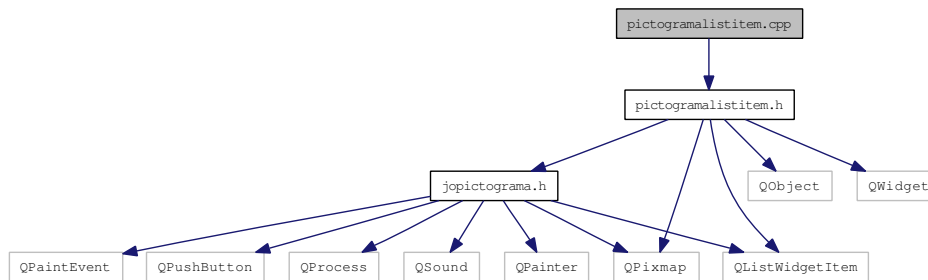 pictogramalistitem.cpp
pictogramalistitem.h
jopictograma.h
QObject
QWidget
QPaintEvent
QPushButton
QProcess
QSound
QPainter
QPixmap
QListWidgetItem